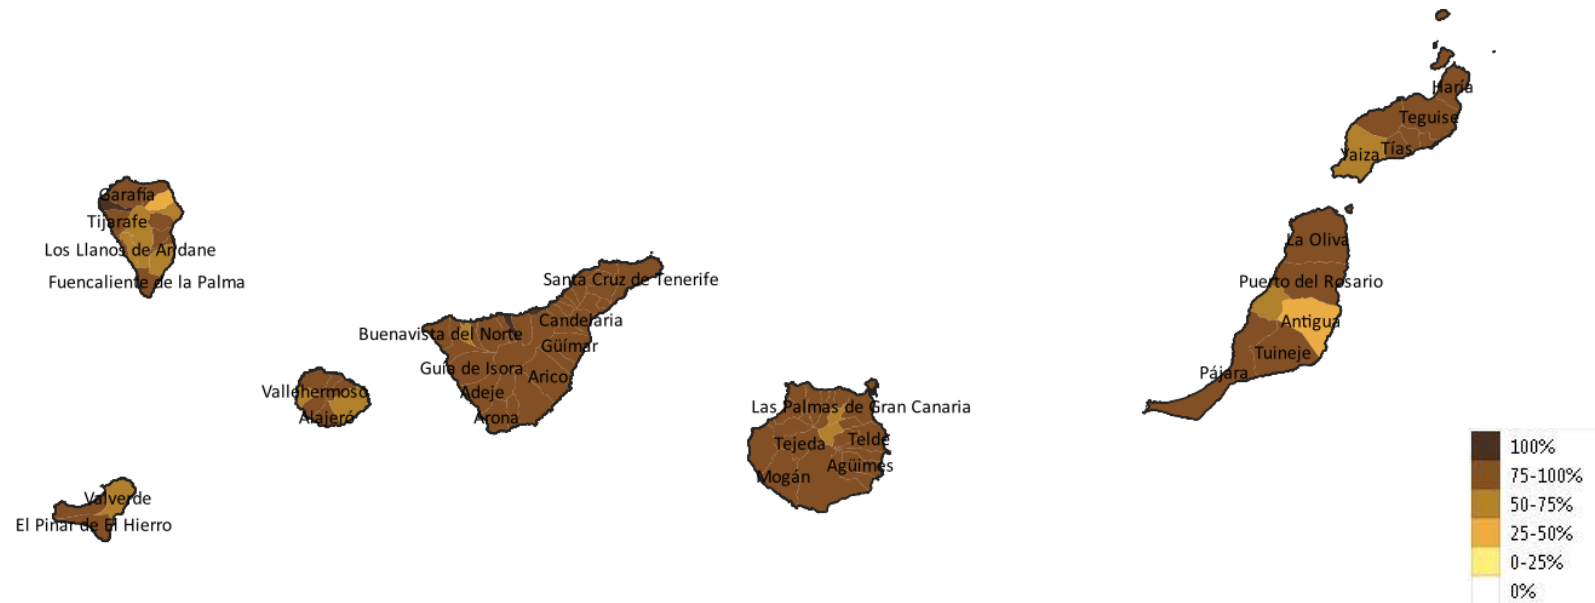 Haría
Teguise
Yaiza
Tías
Garafía
Tijarafe
Los Llanos de Aridane
Fuencaliente de la Palma
La Oliva
Puerto del Rosario
Antigua
Tuineje
Pájara
Santa Cruz de Tenerife
Candelaria
Buenavista del Norte
Güímar
Guía de Isora
Arico
Adeje
Arona
Vallehermoso
Alajeró
Las Palmas de Gran Canaria
Tejeda
Telde
Agüimes
Mogán
Valverde
El Pinar de El Hierro
100%
75-100%
50-75%
25-50%
0-25%
0%